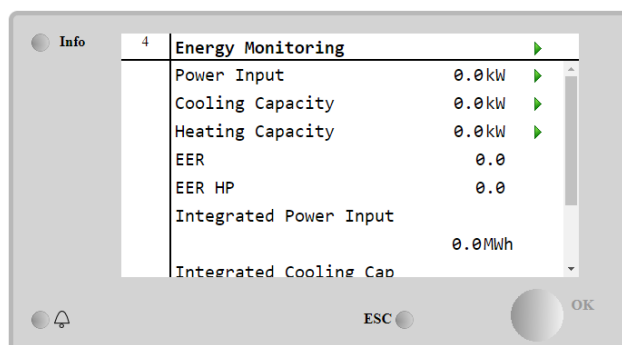 Info
4 Energy Monitoring
Power Input 0.0kW
Cooling Capacity 0.0kW
Heating Capacity 0.0kW
EER 0.0
EER HP 0.0
Integrated Power Input
0.0MWh
Integrated Cooling Cap
ESC
OK